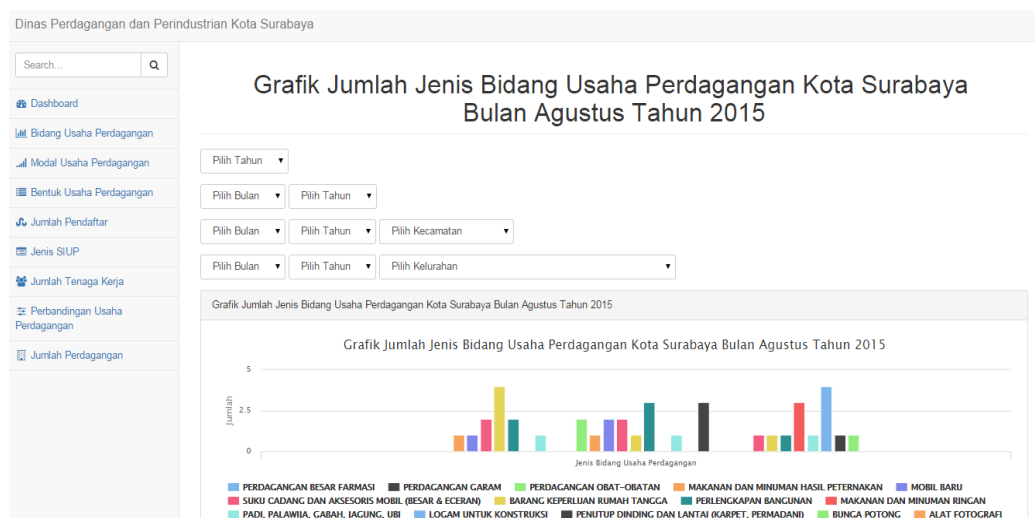 Dinas Perdagangan dan Perindustrian Kota Surabaya
Search...
Dashboard
Bidang Usaha Perdagangan
Modal Usaha Perdagangan
Bentuk Usaha Perdagangan
Jumlah Pendaftar
Jenis SIUP
Jumlah Tenaga Kerja
Perbandingan Usaha
Perdagangan
Jumlah Perdagangan
Grafik Jumlah Jenis Bidang Usaha Perdagangan Kota Surabaya
Bulan Agustus Tahun 2015
Pilih Tahun
Pilih Bulan Pilih Tahun
Pilih Bulan Pilih Tahun Pilih Kecamatan
Pilih Bulan Pilih Tahun Pilih Kelurahan
Grafik Jumlah Jenis Bidang Usaha Perdagangan Kota Surabaya Bulan Agustus Tahun 2015
Grafik Jumlah Jenis Bidang Usaha Perdagangan Kota Surabaya Bulan Agustus Tahun 2015
Jumlah
5
2.5
0
Jenis Bidang Usaha Perdagangan
PERDAGANGAN BESAR FARMASI PERDAGANGAN GARAM PERDAGANGAN OBAT-OBATAN MAKANAN DAN MINUMAN HASIL PETERNAKAN MOBIL BARU
SUKU CADANG DAN AKSESORIS MOBIL (BESAR & ECERAN) BARANG KEPERLUAN RUMAH TANGGA PERLENGKAPAN BANGUNAN MAKANAN DAN MINUMAN RINGAN
PADI, PALAWIJA, GABAH, JAGUNG, UBI LOGAM UNTUK KONSTRUKSI PENUTUP DINDING DAN LANTAI (KARPET, PERMADANI) BUNGA POTONG ALAT FOTOGRAFI